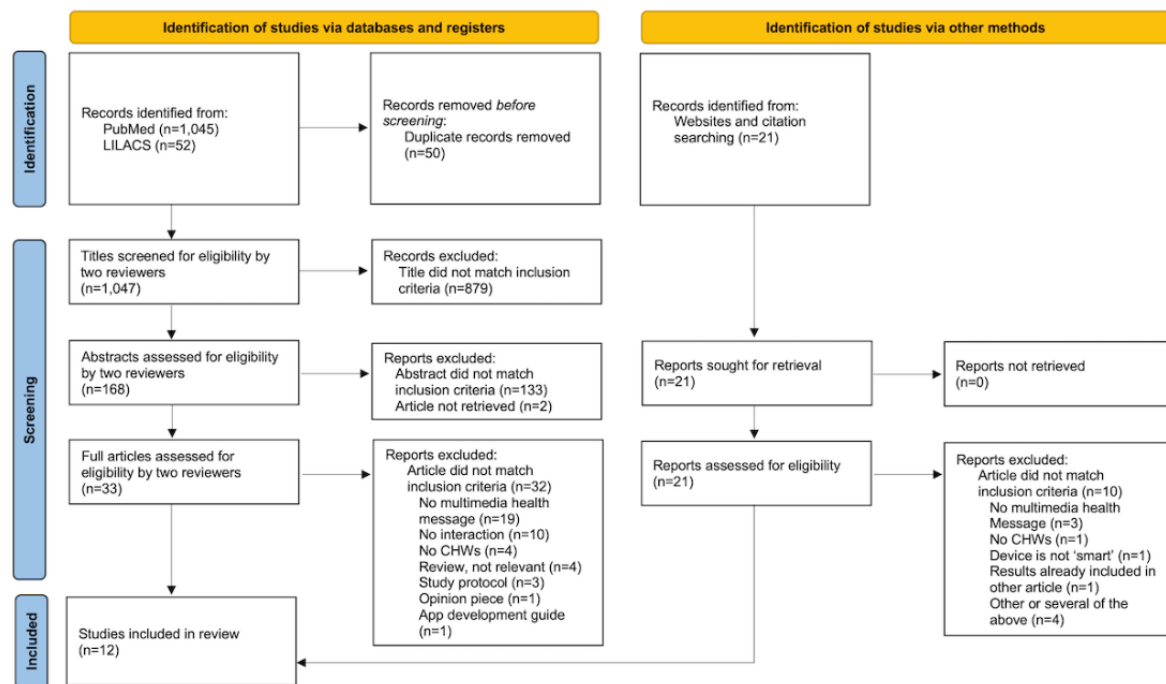 Identification of studies via databases and registers
Identification of studies via other methods
Identification
Records identified from:
PubMed (n=1,045)
LILACS (n=52)
Records removed before
screening:
Duplicate records removed
(n=50)
Records identified from:
Websites and citation
searching (n=21)
Screening
Titles screened for eligibility by
two reviewers
(n=1,047)
Records excluded:
Title did not match inclusion
criteria (n=879)
Abstracts assessed for eligibility
by two reviewers
(n=168)
Reports excluded:
Abstract did not match
inclusion criteria (n=133)
Article not retrieved (n=2)
Reports sought for retrieval
(n=21)
Reports not retrieved
(n=0)
Full articles assessed for
eligibility by two reviewers
(n=33)
Reports excluded:
Article did not match
inclusion criteria (n=32)
No multimedia health
message (n=19)
No interaction (n=10)
No CHWs (n=4)
Review, not relevant (n=4)
Study protocol (n=3)
Opinion piece (n=1)
App development guide
(n=1)
Reports assessed for eligibility
(n=21)
Reports excluded:
Article did not match
inclusion criteria (n=10)
No multimedia health
Message (n=3)
No CHWs (n=1)
Device is not ‘smart’ (n=1)
Results already included in
other article (n=1)
Other or several of the
above (n=4)
Included
Studies included in review
(n=12)